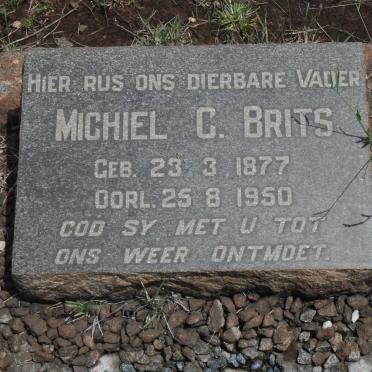 HIER RUS ONS DIERBARE VADER
MICHIEL C. BRITS
GEB. 23 3 1877
OORL. 25 8 1950
GOD SY MET U TOT
ONS WEER ONTMOET.